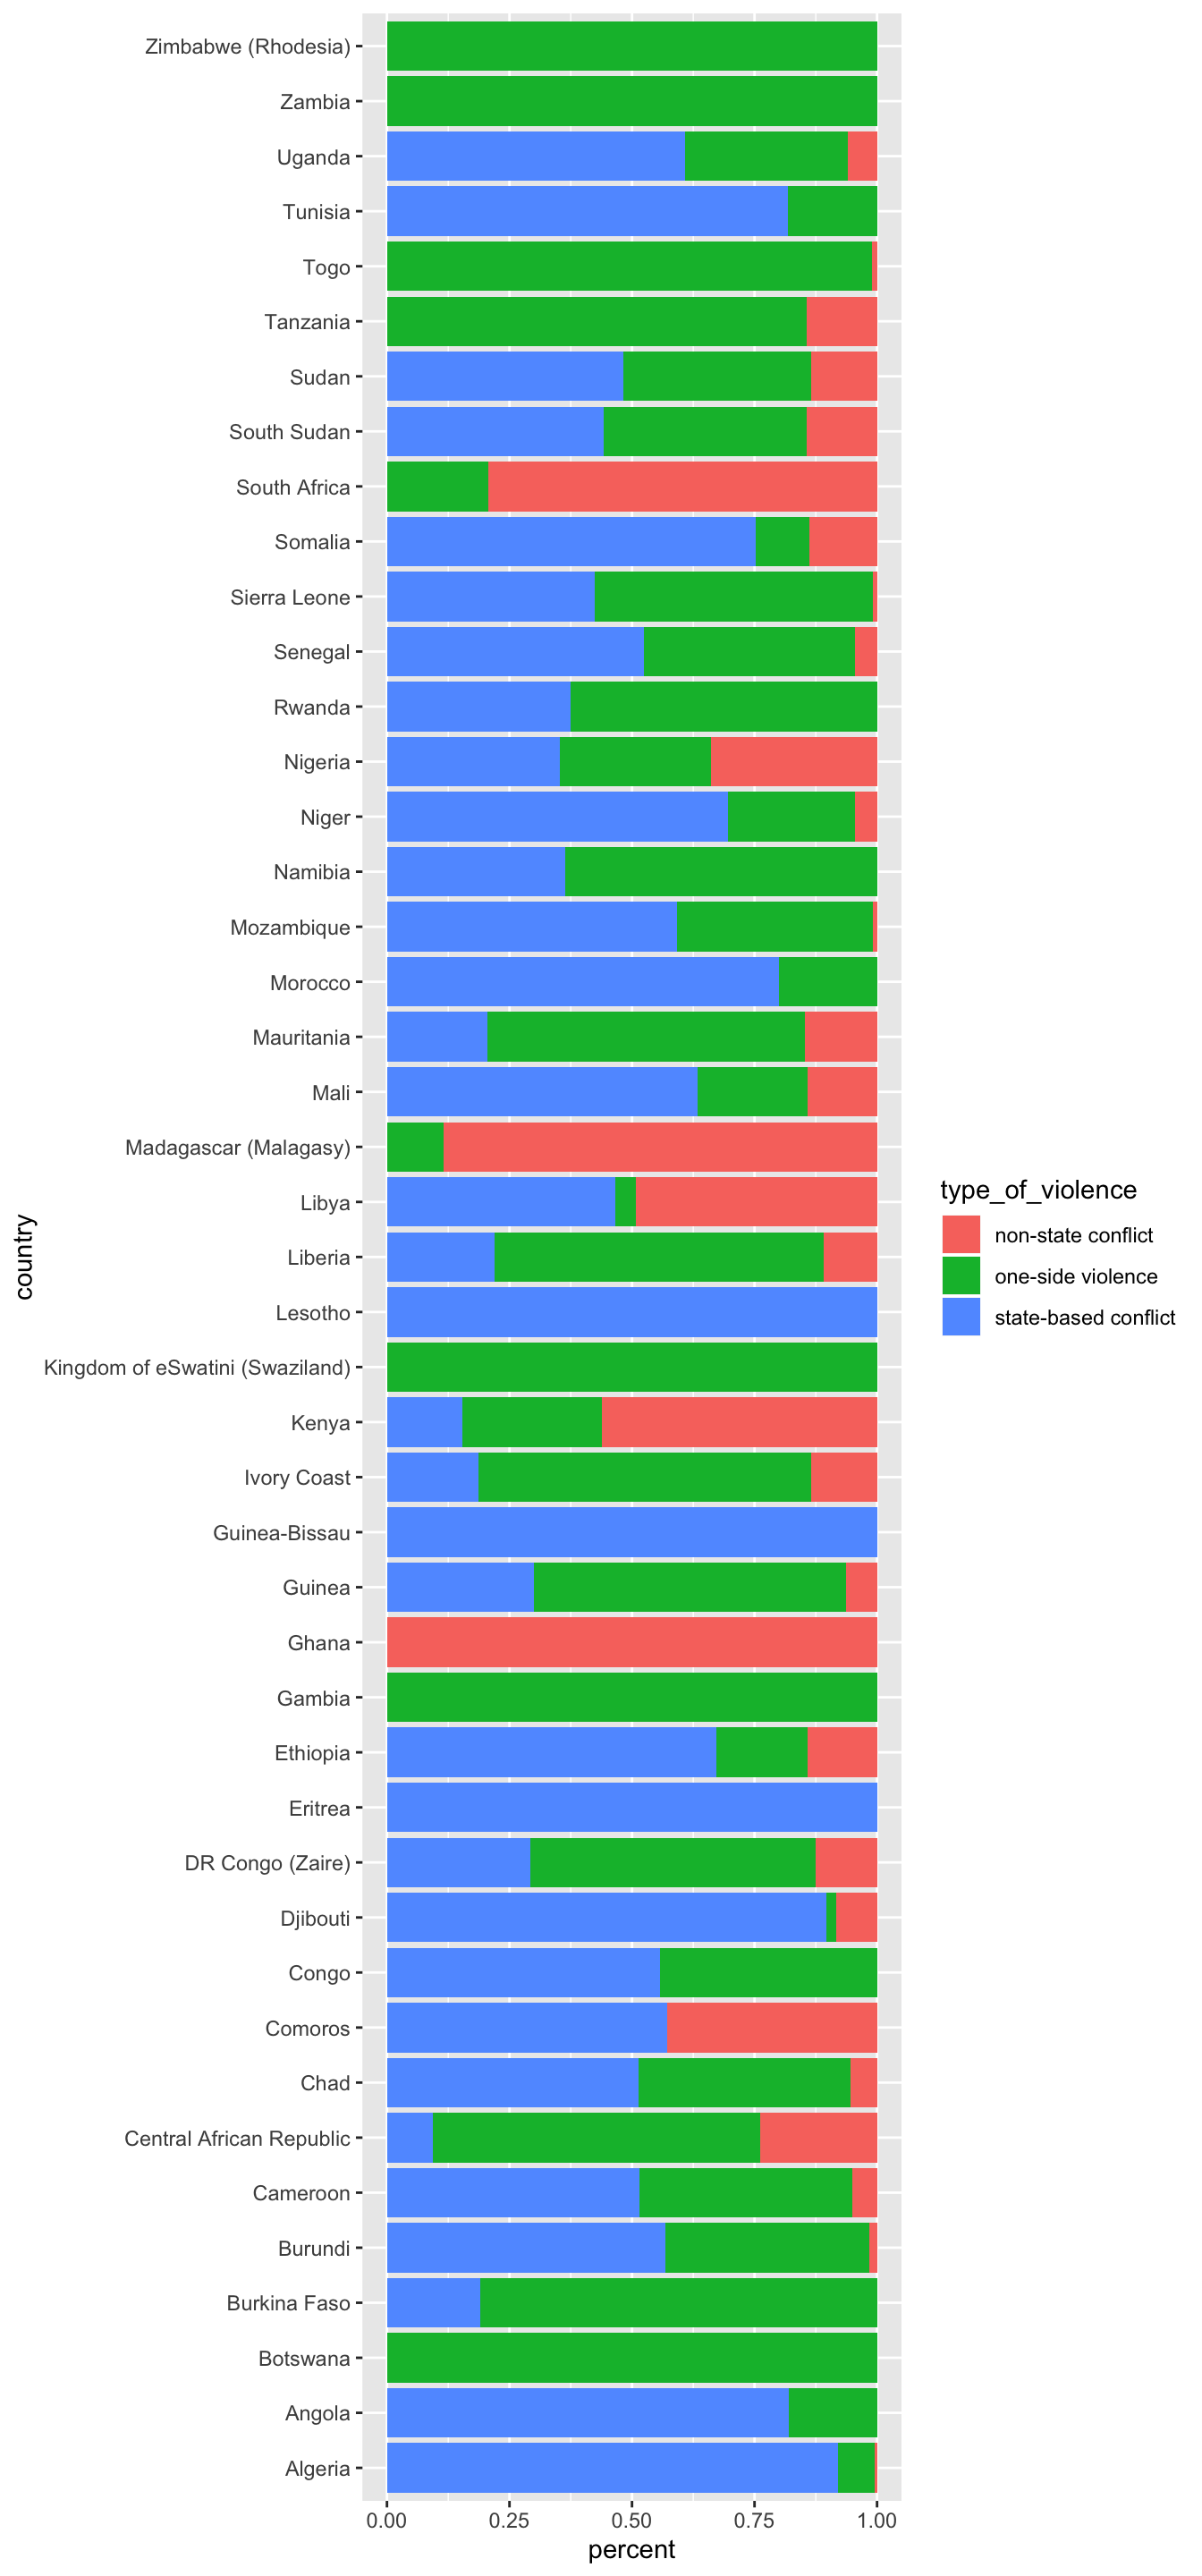 Zimbabwe (Rhodesia)
Zambia
Uganda
Tunisia
Togo
Tanzania
Sudan
South Sudan
South Africa
Somalia
Sierra Leone
Senegal
Rwanda
Nigeria
Niger
Namibia
Mozambique
Morocco
Mauritania
Mali
Madagascar (Malagasy)
Libya
Liberia
Lesotho
Kingdom of eSwatini (Swaziland)
Kenya
Ivory Coast
Guinea-Bissau
Guinea
Ghana
Gambia
Ethiopia
Eritrea
DR Congo (Zaire)
Djibouti
Congo
Comoros
Chad
Central African Republic
Cameroon
Burundi
Burkina Faso
Botswana
Angola
Algeria
country
0.00 0.25 0.50 0.75 1.00
percent
type_of_violence
non-state conflict
one-side violence
state-based conflict